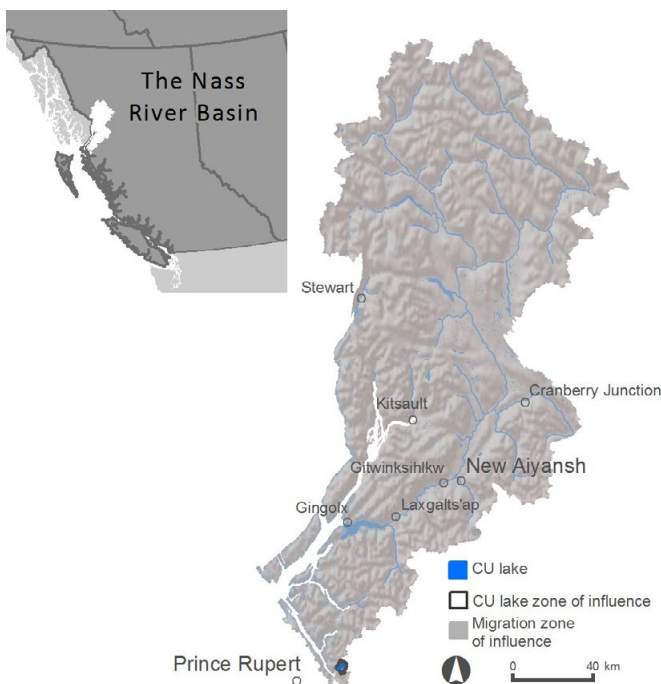 The Nass
River Basin
Stewart
Cranberry Junction
Kitsault
Gitwinksihlkw
New Aiyansh
Laxgalts'ap
Gingolx
CU lake
CU lake zone of influence
Migration zone
of influence
Prince Rupert
0 40 km